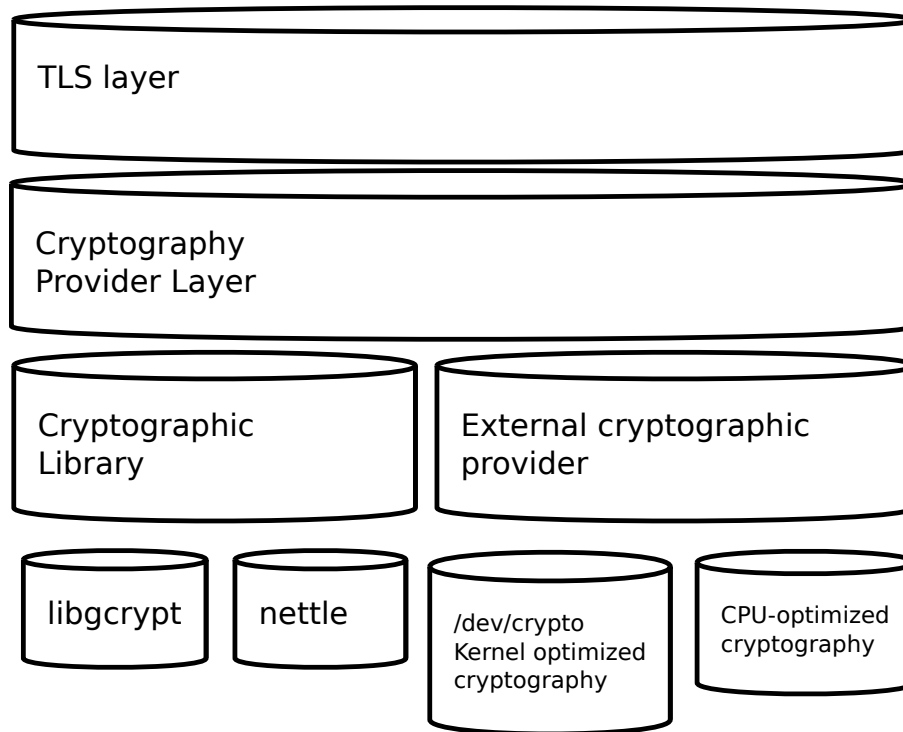 TLS layer
Cryptography
Provider Layer
Cryptographic
Library
External cryptographic
provider
libgcrypt
nettle
/dev/crypto
Kernel optimized
cryptography
CPU-optimized
cryptography